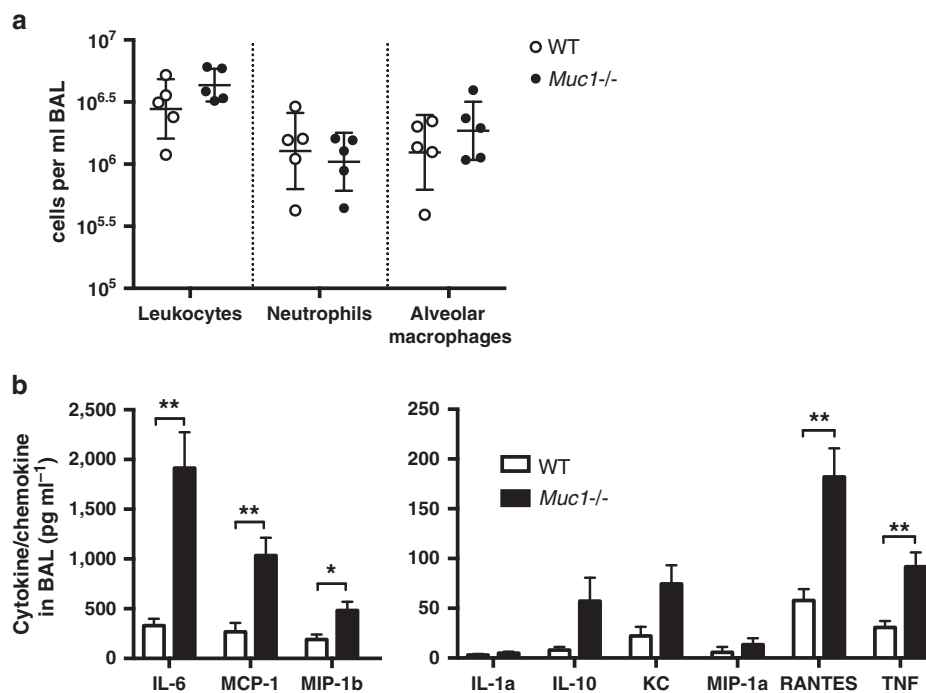 a
10^7
10^6.5
10^6
10^5.5
10^5
cells per ml BAL
WT
Muc1-/-
Leukocytes
Neutrophils
Alveolar
macrophages
b
Cytokine/chemokine
in BAL (pg ml⁻¹)
2,500
2,000
1,500
1,000
500
0
**
**
*
IL-6
MCP-1
MIP-1b
250
200
150
100
50
0
WT
Muc1-/-
**
**
IL-1a
IL-10
KC
MIP-1a
RANTES
TNF